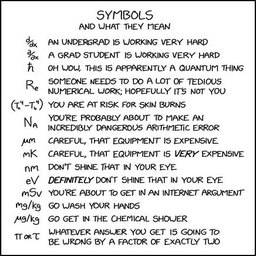 SYMBOLS
AND WHAT THEY MEAN
d/dx AN UNDERGRAD IS WORKING VERY HARD
∂/∂x A GRAD STUDENT IS WORKING VERY HARD
ħ OH WOW, THIS IS APPARENTLY A QUANTUM THING
Re SOMEONE NEEDS TO DO A LOT OF TEDIOUS
NUMERICAL WORK; HOPEFULLY IT'S NOT YOU
(Ta⁴-Tb⁴) YOU ARE AT RISK FOR SKIN BURNS
NA YOU'RE PROBABLY ABOUT TO MAKE AN
INCREDIBLY DANGEROUS ARITHMETIC ERROR
µm CAREFUL, THAT EQUIPMENT IS EXPENSIVE
mK CAREFUL, THAT EQUIPMENT IS VERY EXPENSIVE
nm DON'T SHINE THAT IN YOUR EYE
eV DEFINITELY DON'T SHINE THAT IN YOUR EYE
mSv YOU'RE ABOUT TO GET IN AN INTERNET ARGUMENT
mg/kg GO WASH YOUR HANDS
µg/kg GO GET IN THE CHEMICAL SHOWER
π OR τ WHATEVER ANSWER YOU GET IS GOING TO
BE WRONG BY A FACTOR OF EXACTLY TWO